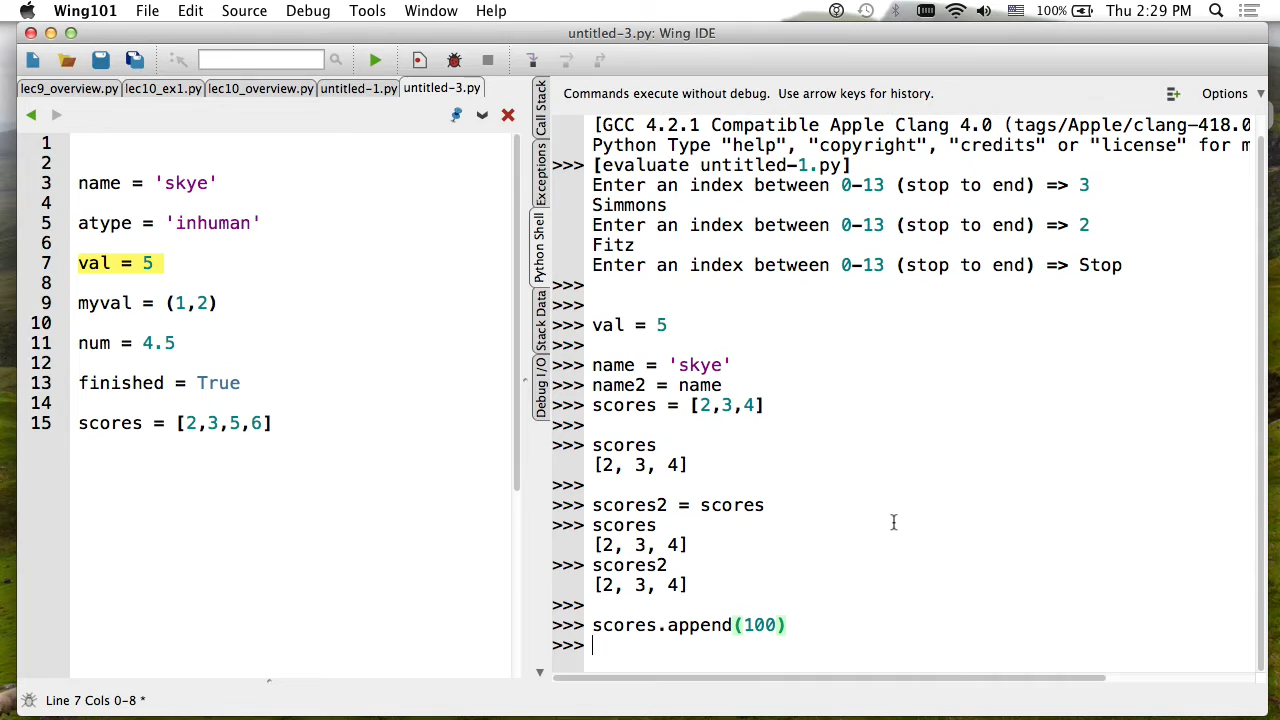 Wing101 File Edit Source Debug Tools Window Help 100% Thu 2:29 PM
untitled-3.py: Wing IDE
lec9_overview.py lec10_ex1.py lec10_overview.py untitled-1.py untitled-3.py
1
2
3 name = 'skye'
4
5 atype = 'inhuman'
6
7 val = 5
8
9 myval = (1,2)
10
11 num = 4.5
12
13 finished = True
14
15 scores = [2,3,5,6]
Call Stack
Exceptions
Python Shell
Stack Data
Debug I/O
Commands execute without debug. Use arrow keys for history. Options
[GCC 4.2.1 Compatible Apple Clang 4.0 (tags/Apple/clang-418.0
Python Type "help", "copyright", "credits" or "license" for m
>>> [evaluate untitled-1.py]
Enter an index between 0-13 (stop to end) => 3
Simmons
Enter an index between 0-13 (stop to end) => 2
Fitz
Enter an index between 0-13 (stop to end) => Stop
>>>
>>>
>>> val = 5
>>>
>>> name = 'skye'
>>> name2 = name
>>> scores = [2,3,4]
>>>
>>> scores
[2, 3, 4]
>>>
>>> scores2 = scores
>>> scores
[2, 3, 4]
>>> scores2
[2, 3, 4]
>>>
>>> scores.append(100)
>>>
Line 7 Cols 0-8 *